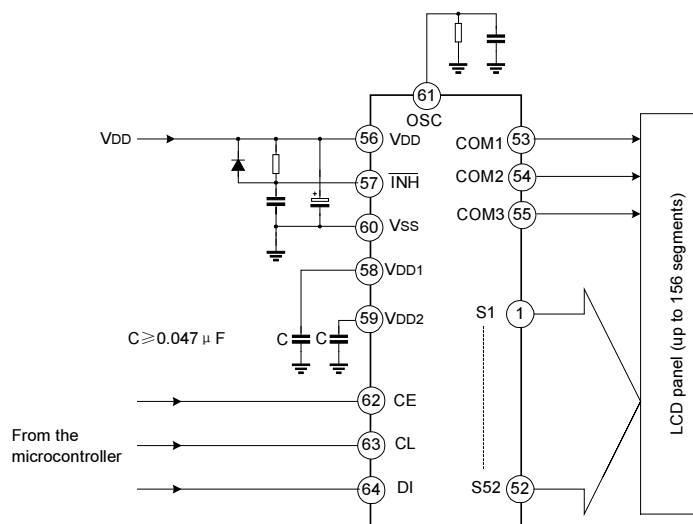 61
OSC
VDD
56 VDD
57 INH
60 VSS
58 VDD1
59 VDD2
+
C C
C≥0.047μF
COM1 53
COM2 54
COM3 55
S1 1
S52 52
62 CE
63 CL
64 DI
From the
microcontroller
LCD panel (up to 156 segments)